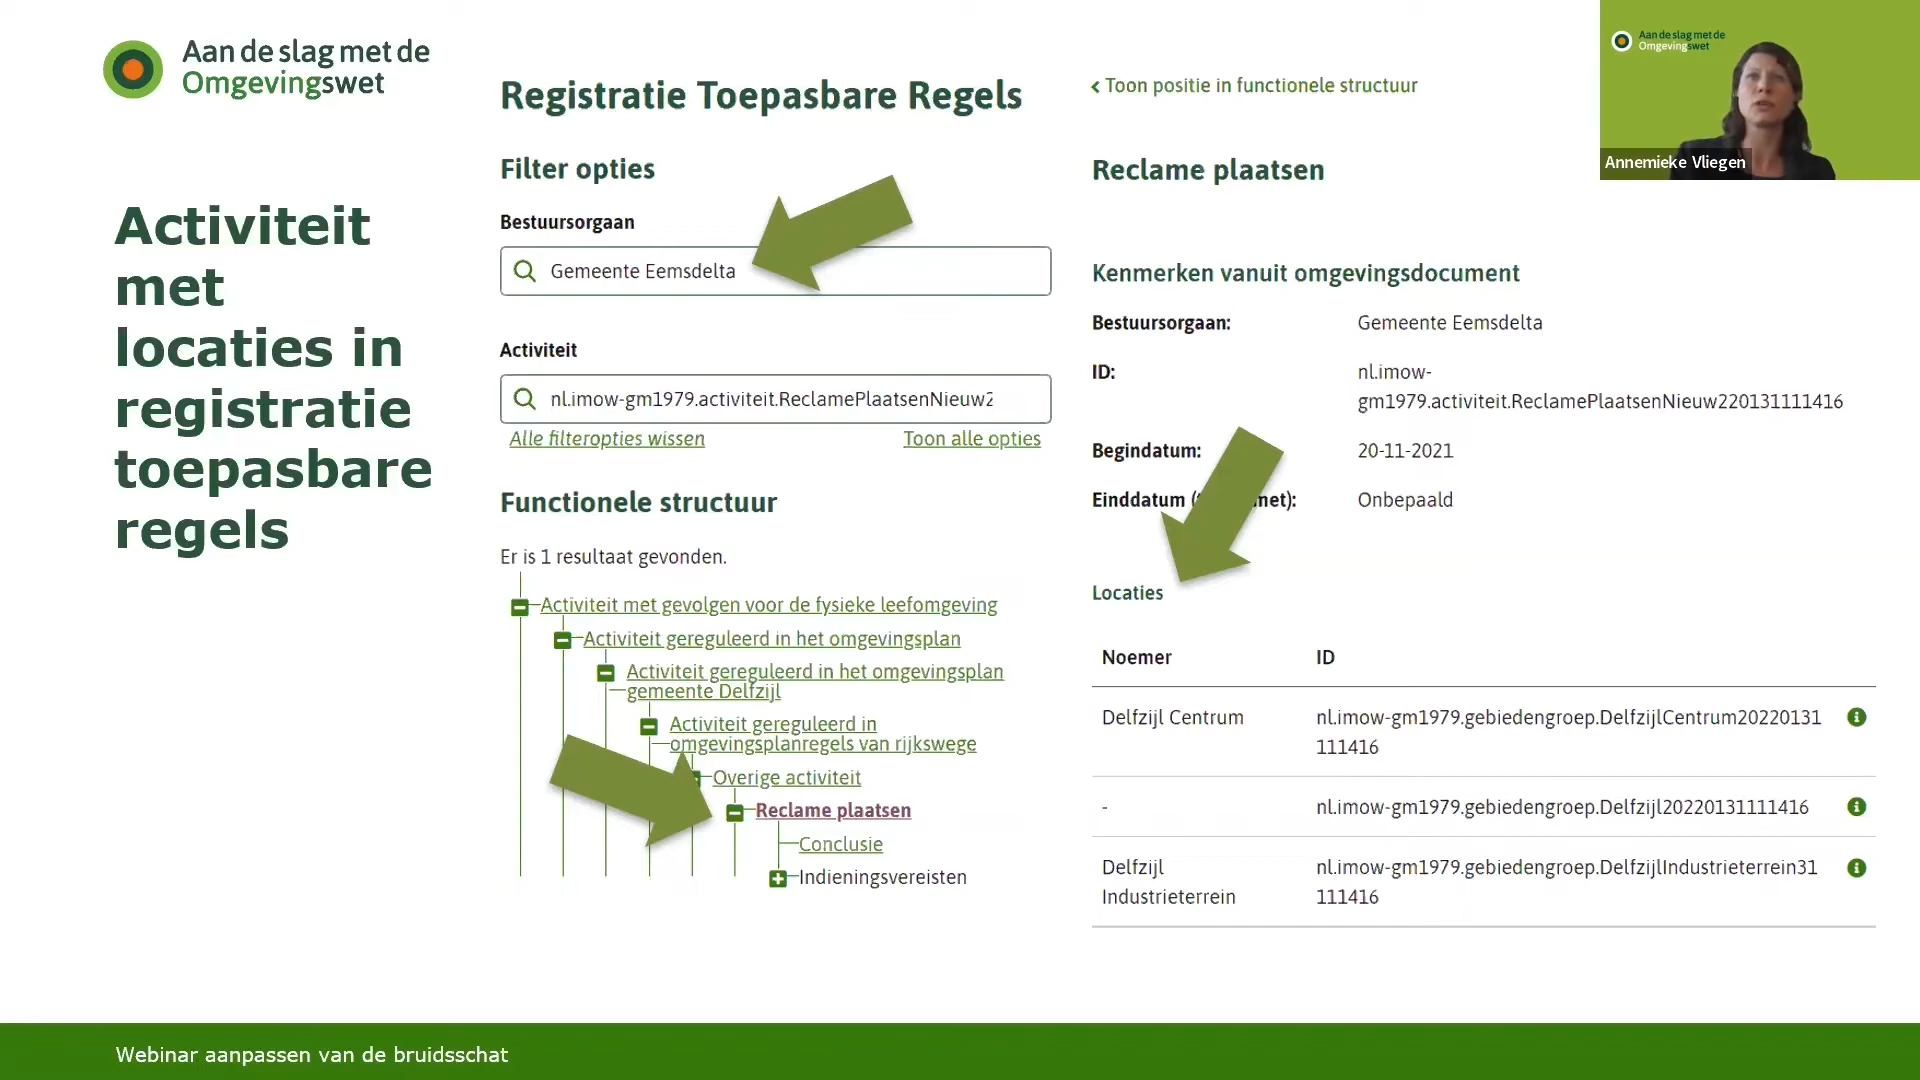 Aan de slag met de
Omgevingswet
Activiteit
met
locaties in
registratie
toepasbare
regels
Registratie Toepasbare Regels
Filter opties
Bestuursorgaan
Gemeente Eemsdelta
Activiteit
nl.imow-gm1979.activiteit.ReclamePlaatsenNieuw2
Alle filteropties wissen
Toon alle opties
Functionele structuur
Er is 1 resultaat gevonden.
Activiteit met gevolgen voor de fysieke leefomgeving
Activiteit gereguleerd in het omgevingsplan
Activiteit gereguleerd in het omgevingsplan
gemeente Delfzijl
Activiteit gereguleerd in
omgevingsplanregels van rijkswege
Overige activiteit
Reclame plaatsen
Conclusie
Indieningsvereisten
Toon positie in functionele structuur
Reclame plaatsen
Kenmerken vanuit omgevingsdocument
Bestuursorgaan: Gemeente Eemsdelta
ID: nl.imow-
gm1979.activiteit.ReclamePlaatsenNieuw220131111416
Begindatum: 20-11-2021
Einddatum Onbepaald
Locaties
Noemer ID
Delfzijl Centrum nl.imow-gm1979.gebiedengroep.DelfzijlCentrum20220131
111416
- nl.imow-gm1979.gebiedengroep.Delfzijl20220131111416
Delfzijl nl.imow-gm1979.gebiedengroep.DelfzijlIndustrieterrein31
Industrieterrein 111416
Aan de slag met de
Omgevingswet
Annemieke Vliegen
Webinar aanpassen van de bruidsschat